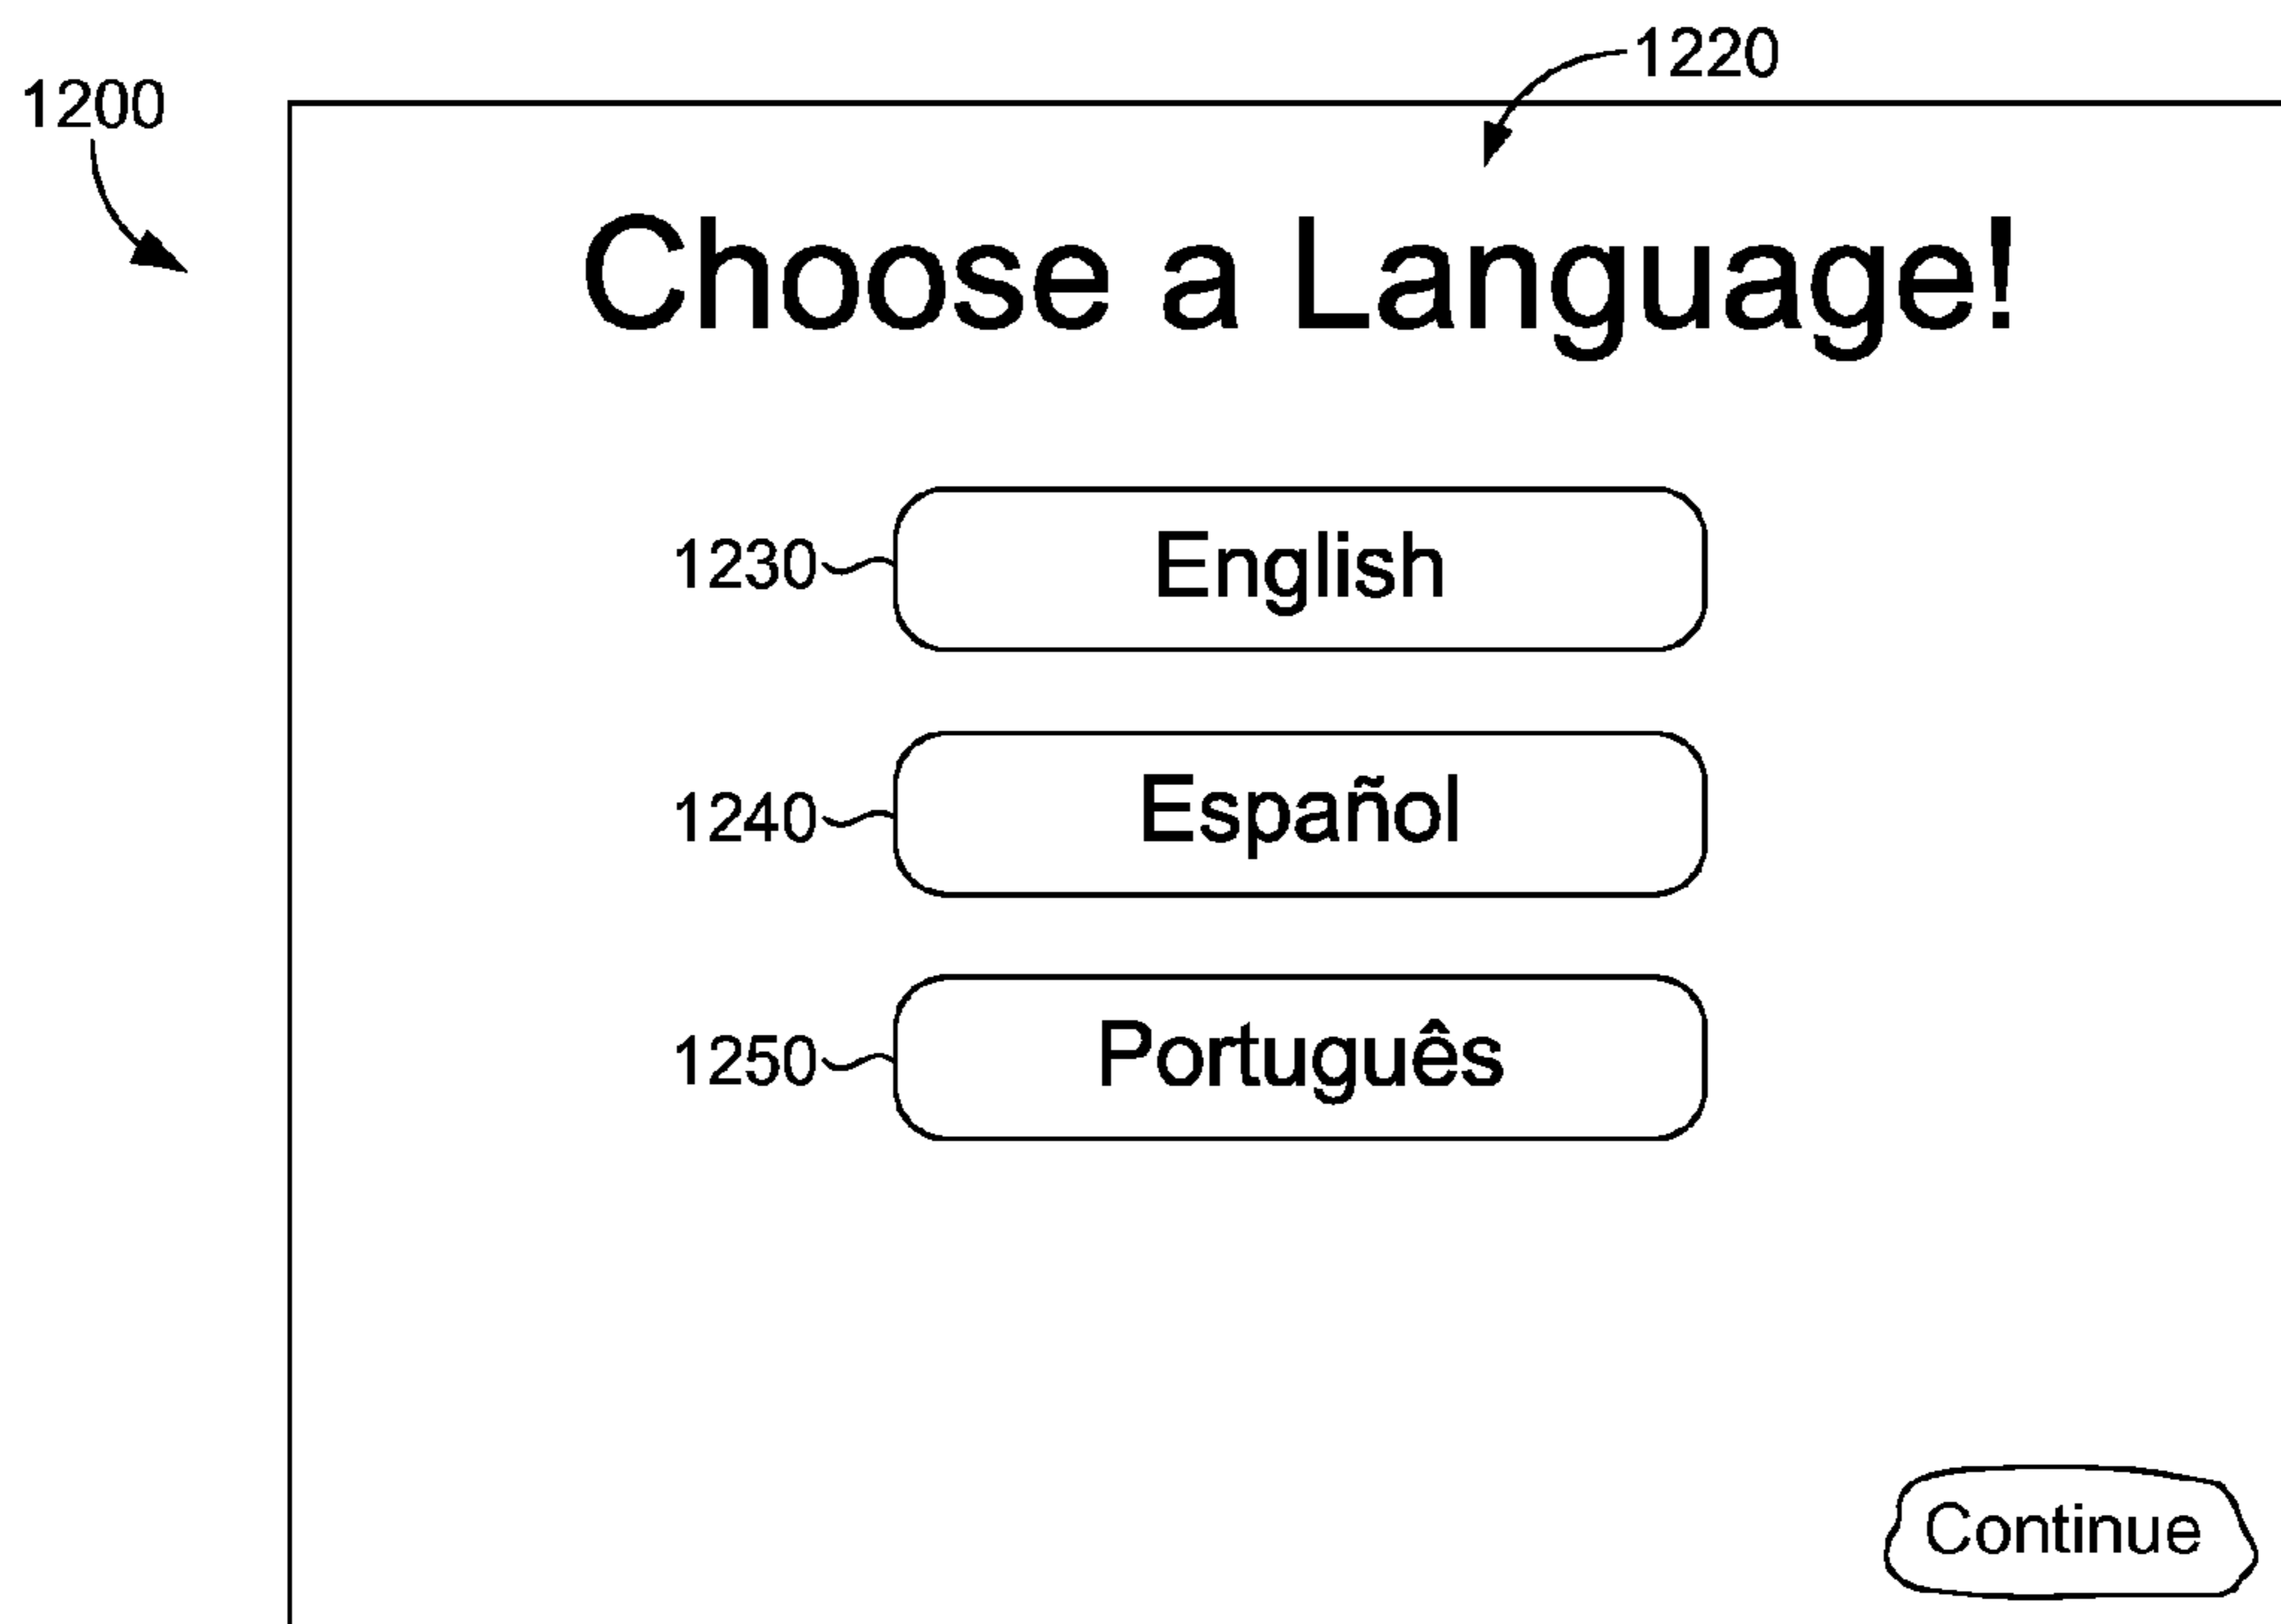 1220
1200
Choose a Language!
1230 English
1240 Español
1250 Português
Continue